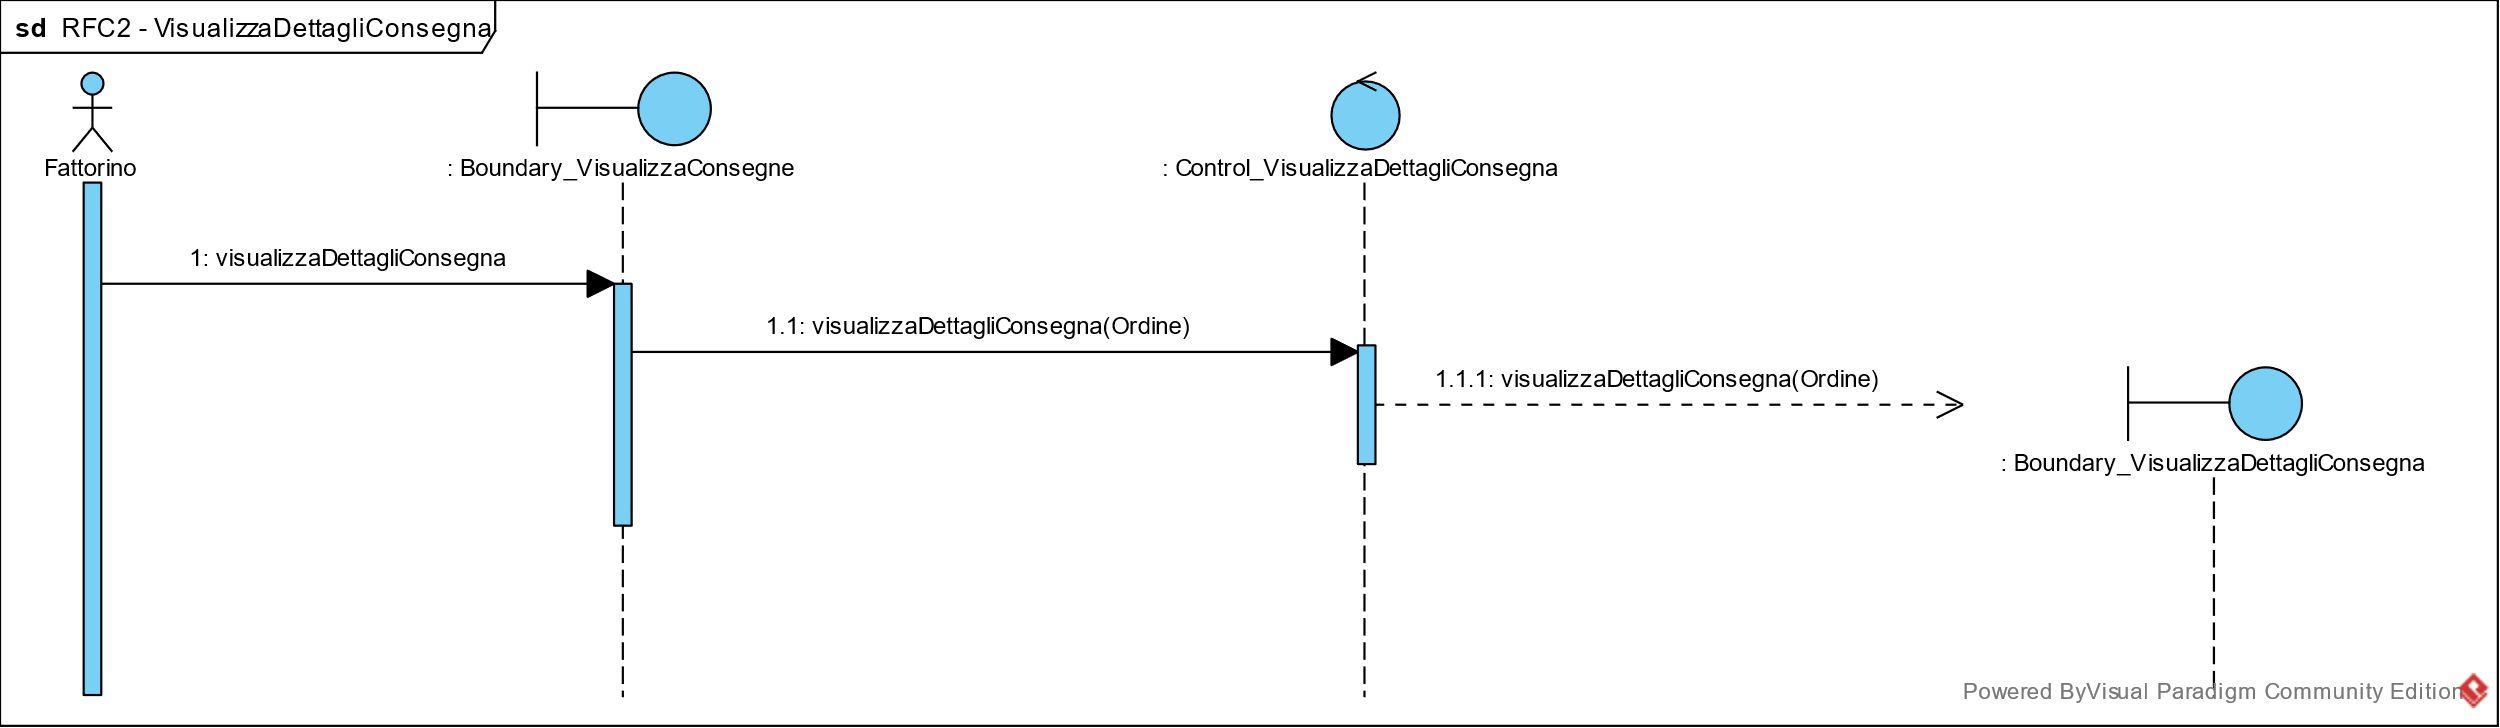 sd RFC2 - VisualizzaDettagliConsegna
Fattorino
: Boundary_VisualizzaConsegne
: Control_VisualizzaDettagliConsegna
1: visualizzaDettagliConsegna
1.1: visualizzaDettagliConsegna(Ordine)
1.1.1: visualizzaDettagliConsegna(Ordine)
: Boundary_VisualizzaDettagliConsegna
Powered ByVisual Paradigm Community Edition